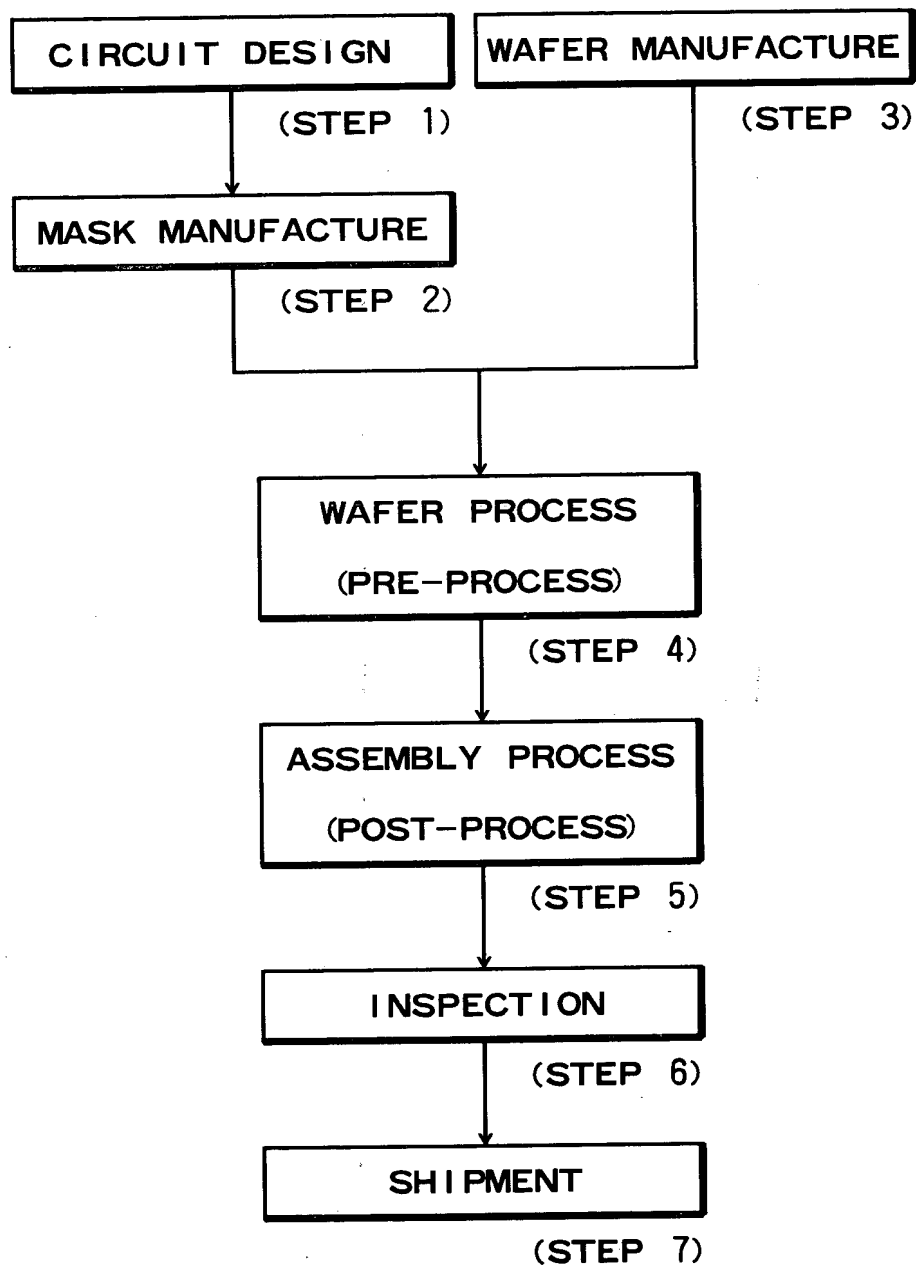 CIRCUIT DESIGN
(STEP 1)
WAFER MANUFACTURE
(STEP 3)
MASK MANUFACTURE
(STEP 2)
WAFER PROCESS
(PRE-PROCESS)
(STEP 4)
ASSEMBLY PROCESS
(POST-PROCESS)
(STEP 5)
INSPECTION
(STEP 6)
SHIPMENT
(STEP 7)